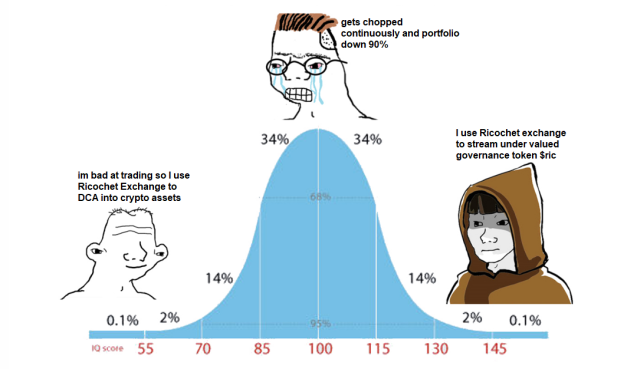 gets chopped
continuously and portfolio
down 90%
34%
34%
I use Ricochet exchange
to stream under valued
governance token $ric
im bad at trading so I use
Ricochet Exchange to
DCA into crypto assets
68%
14%
14%
0.1%
2%
95%
2%
0.1%
IQ score 55 70 85 100 115 130 145